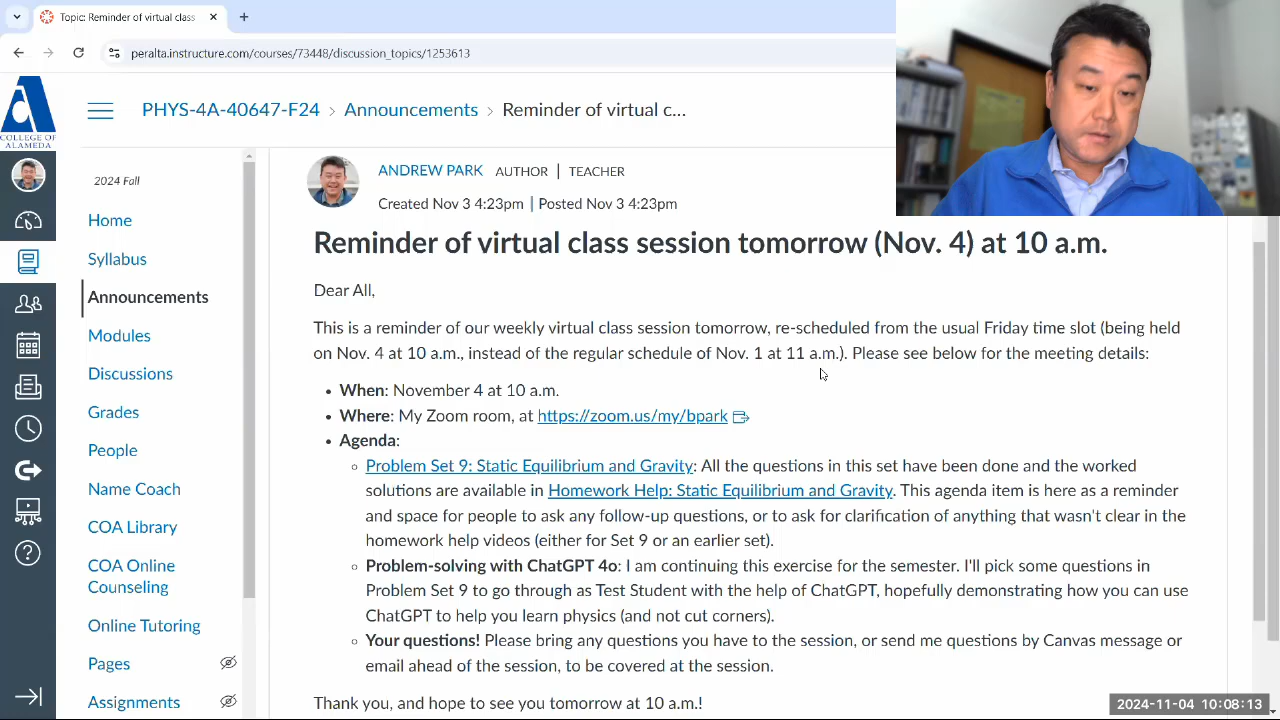 Topic: Reminder of virtual class
peralta.instructure.com/courses/73448/discussion_topics/1253613
COLLEGE OF
ALAMEDA
PHYS-4A-40647-F24 › Announcements › Reminder of virtual c...
2024 Fall
Home
Syllabus
Announcements
Modules
Discussions
Grades
People
Name Coach
COA Library
COA Online
Counseling
Online Tutoring
Pages
Assignments
ANDREW PARK AUTHOR | TEACHER
Created Nov 3 4:23pm | Posted Nov 3 4:23pm
Reminder of virtual class session tomorrow (Nov. 4) at 10 a.m.
Dear All,
This is a reminder of our weekly virtual class session tomorrow, re-scheduled from the usual Friday time slot (being held
on Nov. 4 at 10 a.m., instead of the regular schedule of Nov. 1 at 11 a.m.). Please see below for the meeting details:
• When: November 4 at 10 a.m.
• Where: My Zoom room, at https://zoom.us/my/bpark
• Agenda:
◦ Problem Set 9: Static Equilibrium and Gravity: All the questions in this set have been done and the worked
solutions are available in Homework Help: Static Equilibrium and Gravity. This agenda item is here as a reminder
and space for people to ask any follow-up questions, or to ask for clarification of anything that wasn't clear in the
homework help videos (either for Set 9 or an earlier set).
◦ Problem-solving with ChatGPT 4o: I am continuing this exercise for the semester. I'll pick some questions in
Problem Set 9 to go through as Test Student with the help of ChatGPT, hopefully demonstrating how you can use
ChatGPT to help you learn physics (and not cut corners).
◦ Your questions! Please bring any questions you have to the session, or send me questions by Canvas message or
email ahead of the session, to be covered at the session.
Thank you, and hope to see you tomorrow at 10 a.m.!
2024-11-04 10:08:13